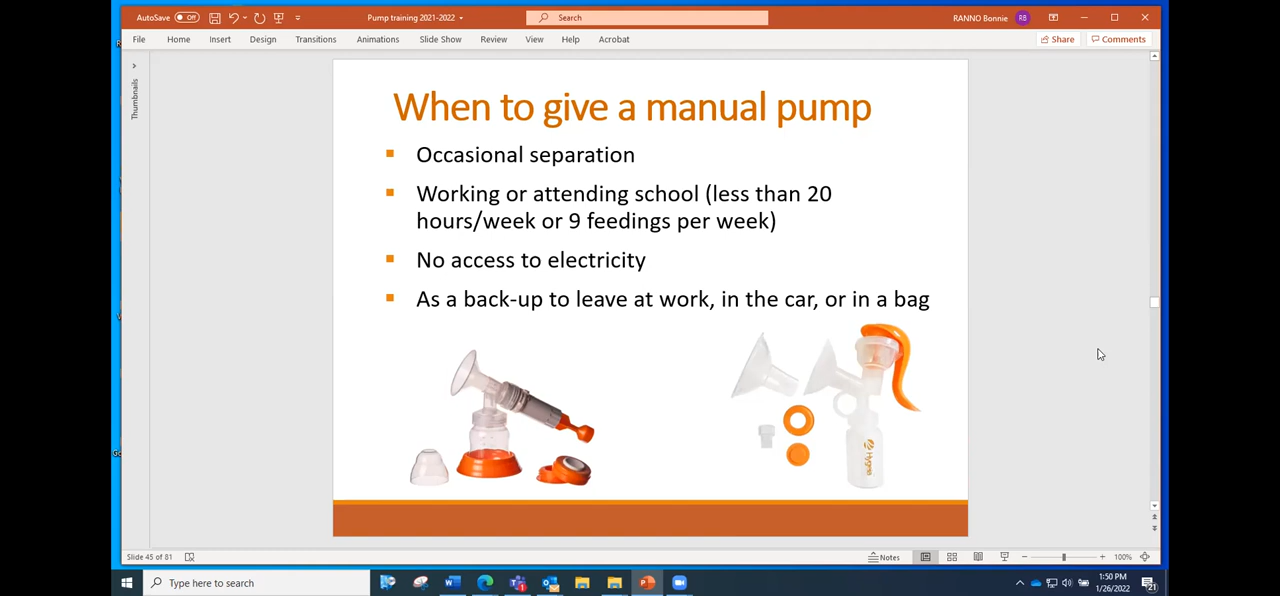 AutoSave Off
Pump training 2021-2022
Search
RANNO Bonnie RB
File Home Insert Design Transitions Animations Slide Show Review View Help Acrobat
Share Comments
Thumbnails
When to give a manual pump
Occasional separation
Working or attending school (less than 20
hours/week or 9 feedings per week)
No access to electricity
As a back-up to leave at work, in the car, or in a bag
Hygeia
Slide 45 of 81
Notes
100%
Type here to search
1:50 PM
1/26/2022
21